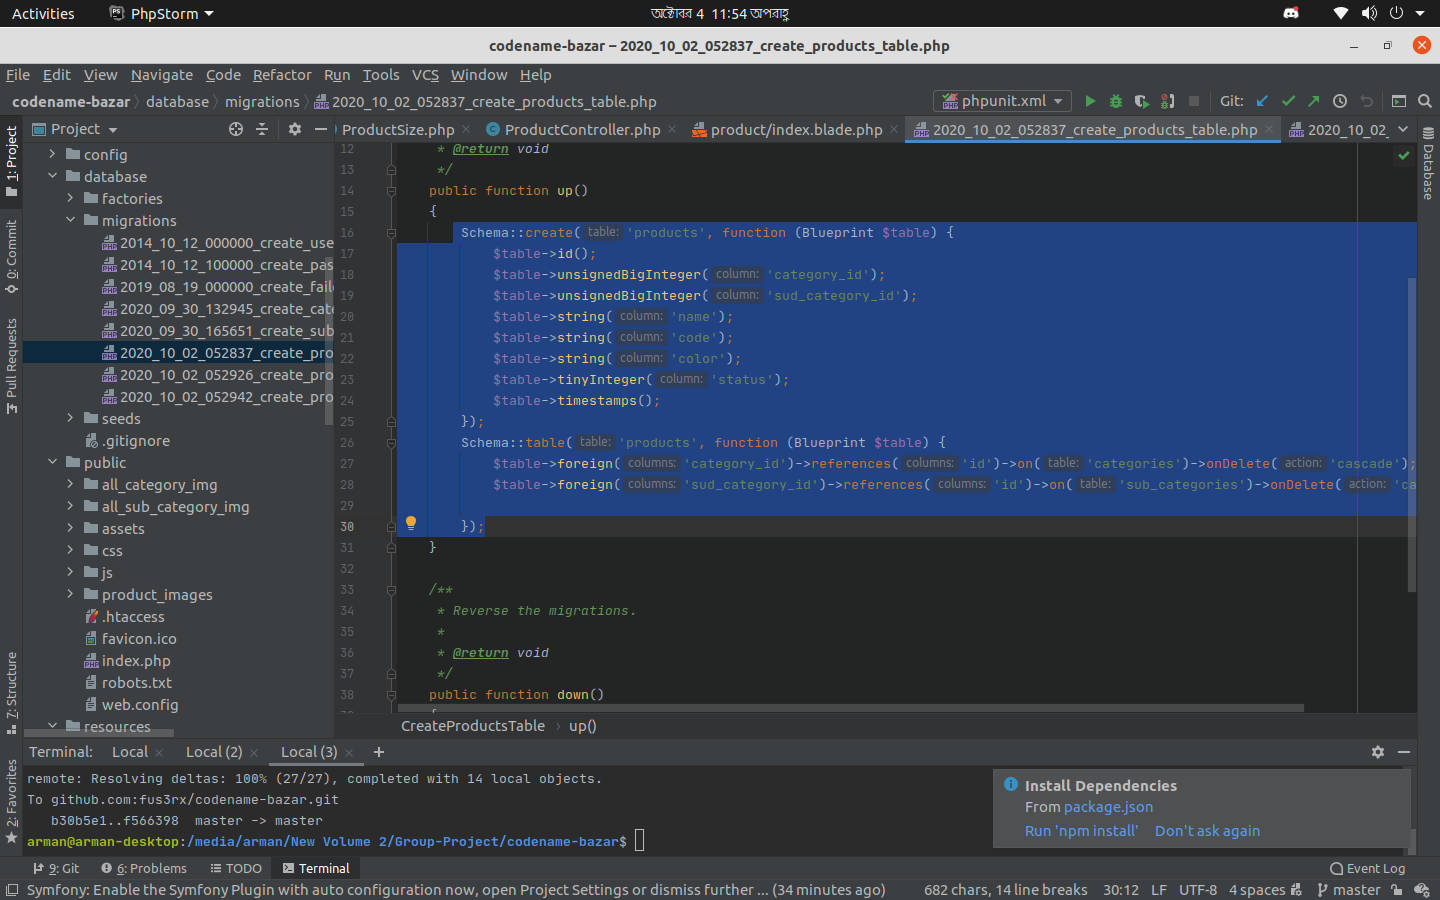 Activities PhpStorm অক্টোবর 4 11:54 অপরাহ্ণ
codename-bazar – 2020_10_02_052837_create_products_table.php
File Edit View Navigate Code Refactor Run Tools VCS Window Help
codename-bazar database migrations 2020_10_02_052837_create_products_table.php phpunit.xml Git:
Project ProductSize.php ProductController.php product/index.blade.php 2020_10_02_052837_create_products_table.php 2020_10_02_
1: Project
0: Commit
Pull Requests
7: Structure
2: Favorites
Database
config
database
factories
migrations
2014_10_12_000000_create_use
2014_10_12_100000_create_pas
2019_08_19_000000_create_faile
2020_09_30_132945_create_cate
2020_09_30_165651_create_sub
2020_10_02_052837_create_pro
2020_10_02_052926_create_pro
2020_10_02_052942_create_pro
seeds
.gitignore
public
all_category_img
all_sub_category_img
assets
css
js
product_images
.htaccess
favicon.ico
index.php
robots.txt
web.config
resources
12 * @return void
13 */
14 public function up()
15 {
16 Schema::create( table: 'products', function (Blueprint $table) {
17 $table->id();
18 $table->unsignedBigInteger( column: 'category_id');
19 $table->unsignedBigInteger( column: 'sud_category_id');
20 $table->string( column: 'name');
21 $table->string( column: 'code');
22 $table->string( column: 'color');
23 $table->tinyInteger( column: 'status');
24 $table->timestamps();
25 });
26 Schema::table( table: 'products', function (Blueprint $table) {
27 $table->foreign( columns: 'category_id')->references( columns: 'id')->on( table: 'categories')->onDelete( action: 'cascade');
28 $table->foreign( columns: 'sud_category_id')->references( columns: 'id')->on( table: 'sub_categories')->onDelete( action: 'ca
29
30 });
31 }
32
33 /**
34 * Reverse the migrations.
35 *
36 * @return void
37 */
38 public function down()
CreateProductsTable up()
Terminal: Local Local (2) Local (3)
remote: Resolving deltas: 100% (27/27), completed with 14 local objects.
To github.com:fus3rx/codename-bazar.git
b30b5e1..f566398 master -> master
arman@arman-desktop:/media/arman/New Volume 2/Group-Project/codename-bazar$
Install Dependencies
From package.json
Run 'npm install' Don't ask again
9: Git 6: Problems TODO Terminal Event Log
Symfony: Enable the Symfony Plugin with auto configuration now, open Project Settings or dismiss further ... (34 minutes ago) 682 chars, 14 line breaks 30:12 LF UTF-8 4 spaces master